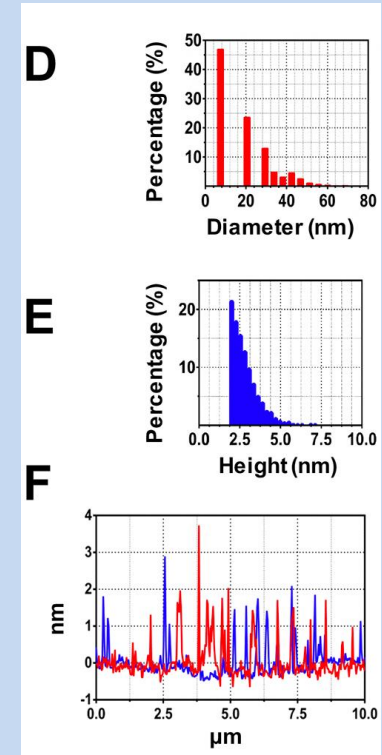 D
Percentage (%)
50
40
30
20
10
0 20 40 60 80
Diameter (nm)
E
Percentage (%)
20
10
0.0 2.5 5.0 7.5 10.0
Height (nm)
F
nm
4
3
2
1
0
-1
0.0 2.5 5.0 7.5 10.0
µm